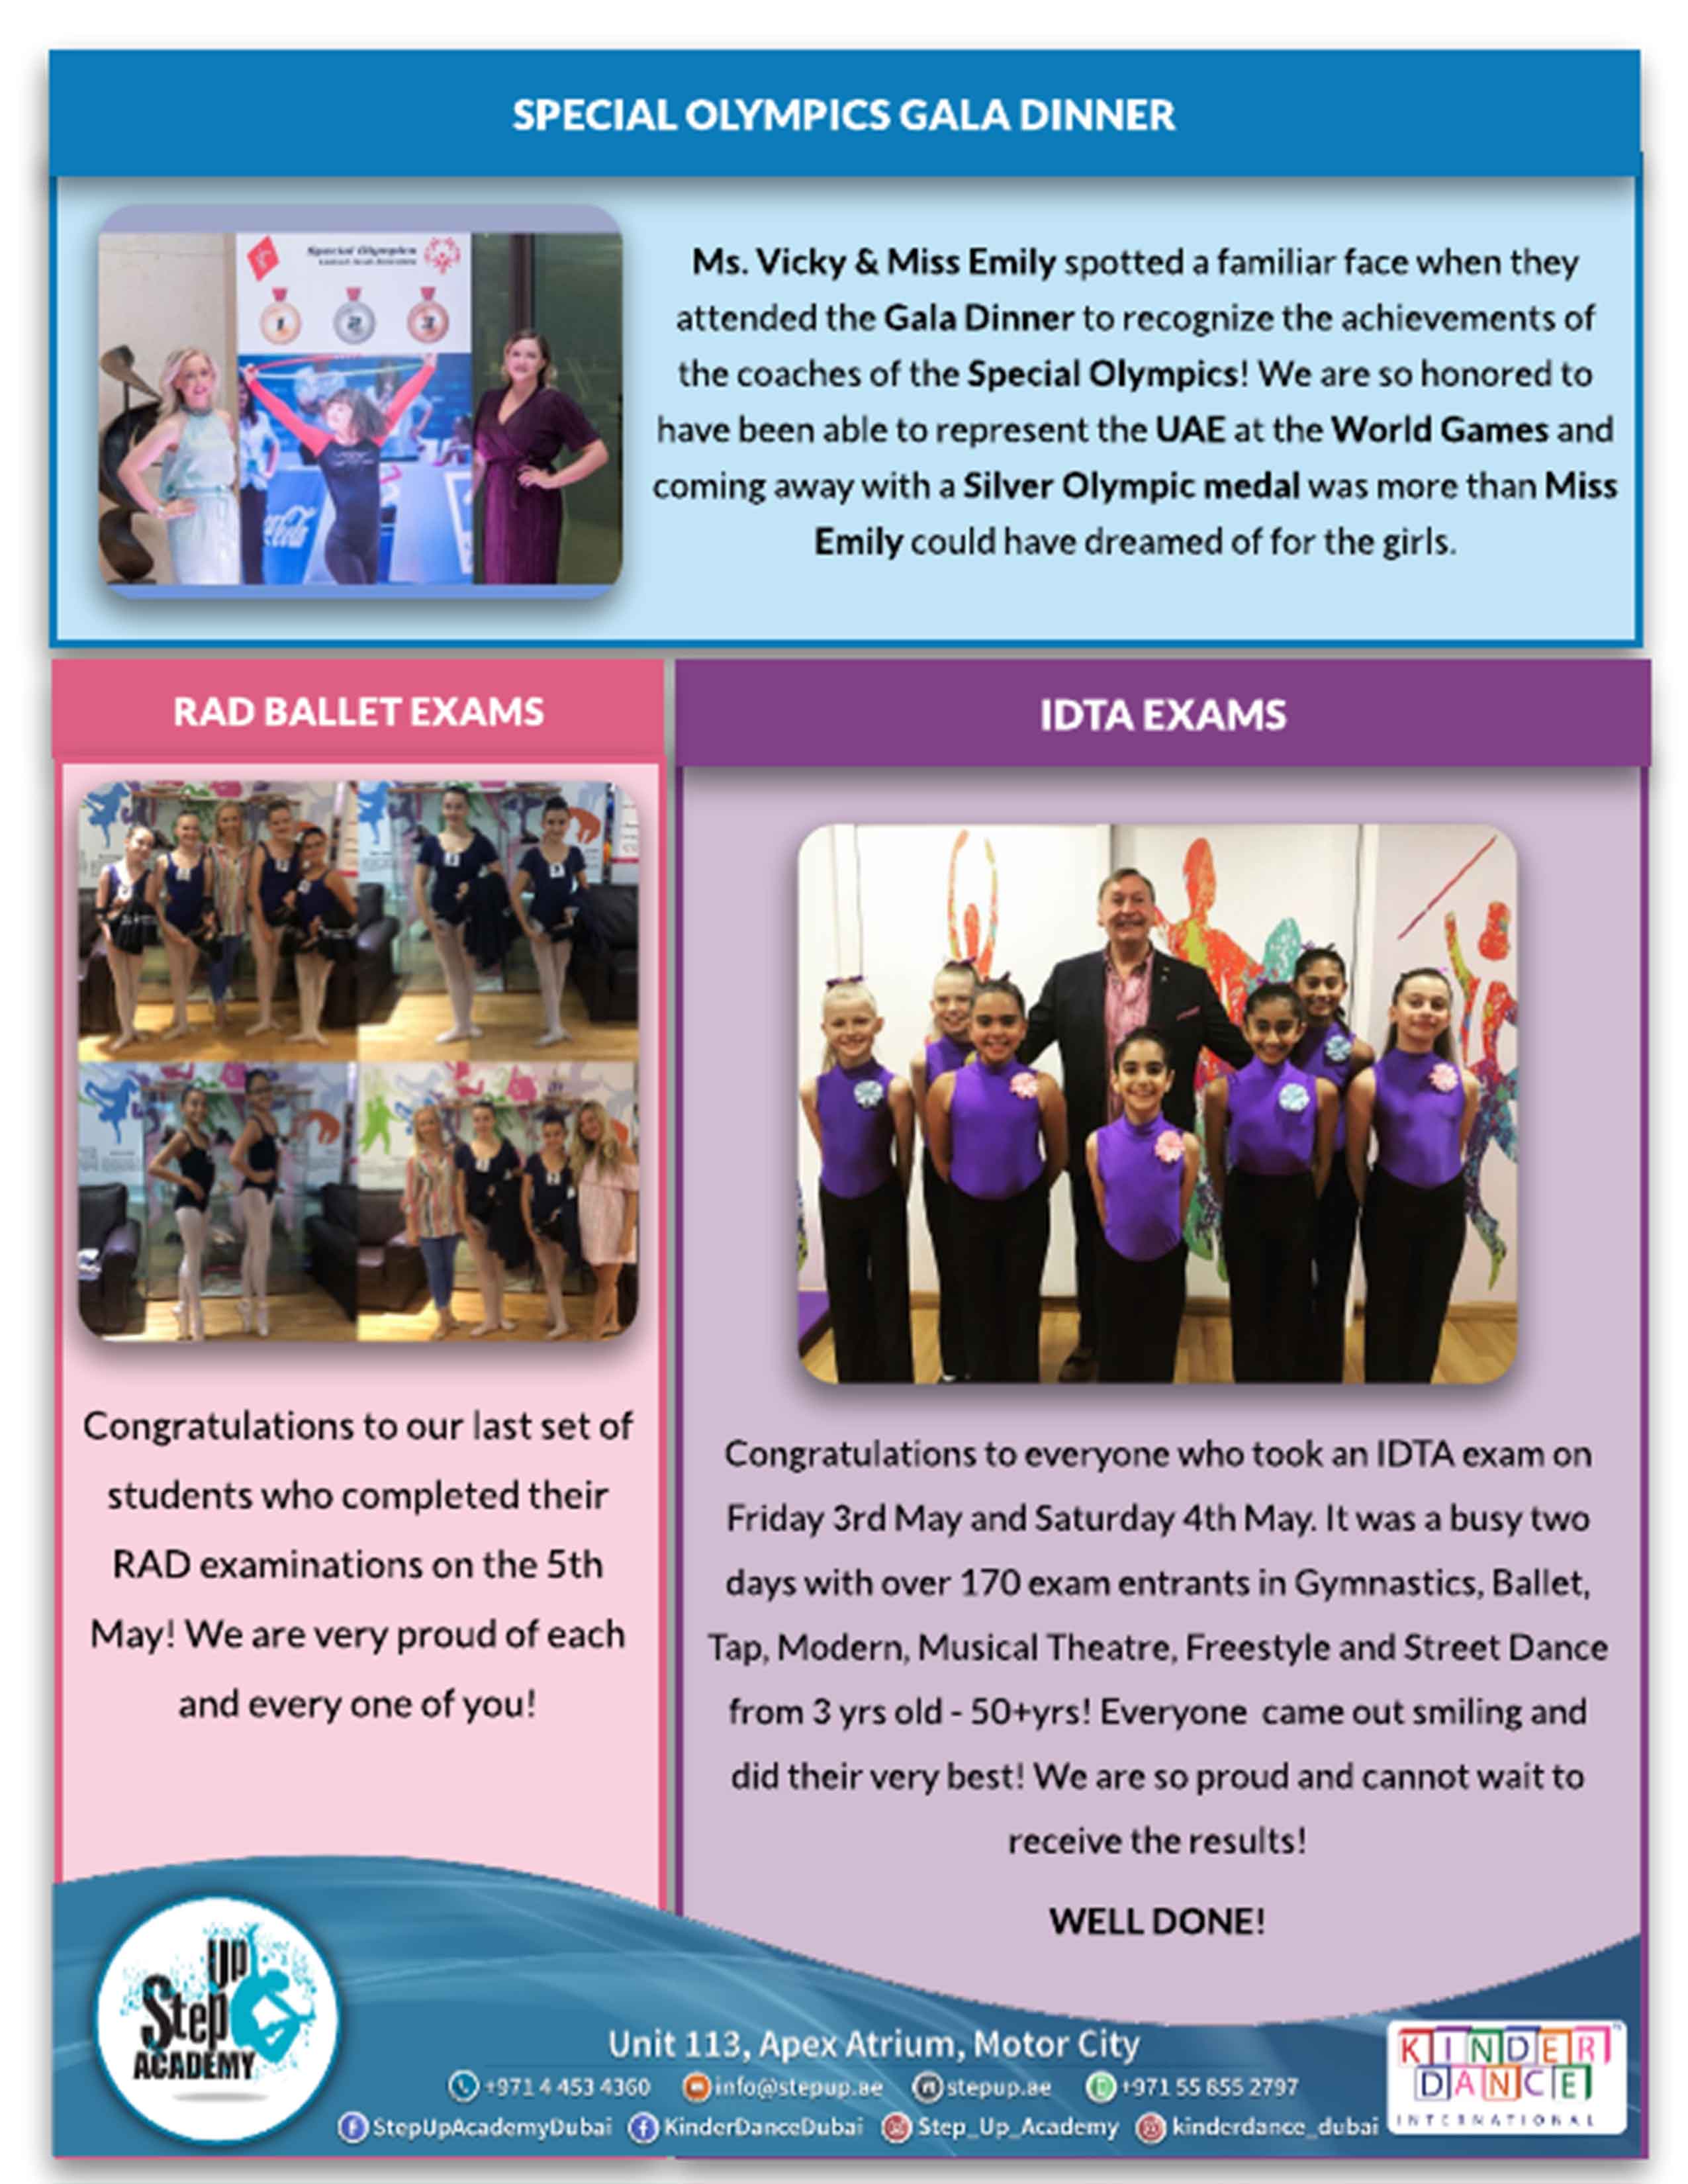 SPECIAL OLYMPICS GALA DINNER
Special Olympics
1 2 3
Ms. Vicky & Miss Emily spotted a familiar face when they
attended the Gala Dinner to recognize the achievements of
the coaches of the Special Olympics! We are so honored to
have been able to represent the UAE at the World Games and
coming away with a Silver Olympic medal was more than Miss
Emily could have dreamed of for the girls.
RAD BALLET EXAMS
Congratulations to our last set of
students who completed their
RAD examinations on the 5th
May! We are very proud of each
and every one of you!
IDTA EXAMS
Congratulations to everyone who took an IDTA exam on
Friday 3rd May and Saturday 4th May. It was a busy two
days with over 170 exam entrants in Gymnastics, Ballet,
Tap, Modern, Musical Theatre, Freestyle and Street Dance
from 3 yrs old - 50+yrs! Everyone came out smiling and
did their very best! We are so proud and cannot wait to
receive the results!
WELL DONE!
Step UP
ACADEMY
Unit 113, Apex Atrium, Motor City
+971 4 453 4360 info@stepup.ae stepup.ae +971 55 855 2797
StepUpAcademyDubai KinderDanceDubai Step_Up_Academy kinderdance_dubai
KINDER
DANCE
INTERNATIONAL